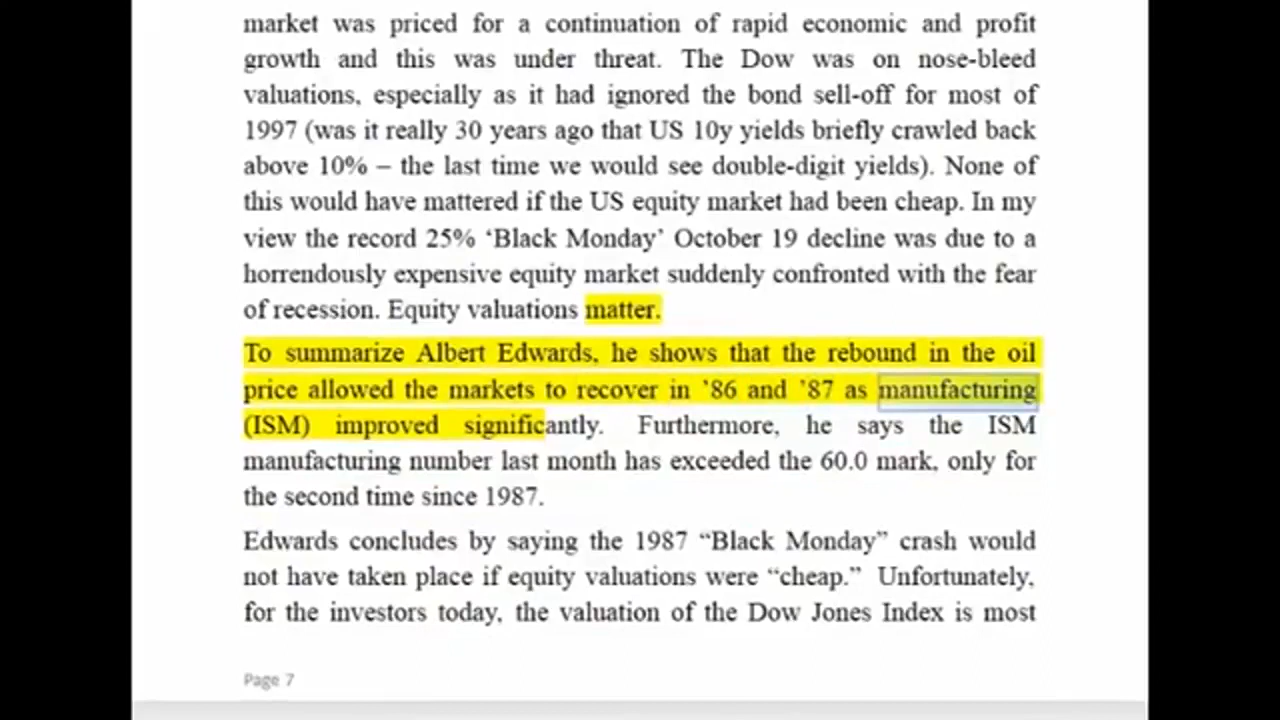 market was priced for a continuation of rapid economic and profit
growth and this was under threat. The Dow was on nose-bleed
valuations, especially as it had ignored the bond sell-off for most of
1997 (was it really 30 years ago that US 10y yields briefly crawled back
above 10% – the last time we would see double-digit yields). None of
this would have mattered if the US equity market had been cheap. In my
view the record 25% ‘Black Monday’ October 19 decline was due to a
horrendously expensive equity market suddenly confronted with the fear
of recession. Equity valuations matter.
To summarize Albert Edwards, he shows that the rebound in the oil
price allowed the markets to recover in ’86 and ’87 as manufacturing
(ISM) improved significantly. Furthermore, he says the ISM
manufacturing number last month has exceeded the 60.0 mark, only for
the second time since 1987.
Edwards concludes by saying the 1987 “Black Monday” crash would
not have taken place if equity valuations were “cheap.” Unfortunately,
for the investors today, the valuation of the Dow Jones Index is most
Page 7